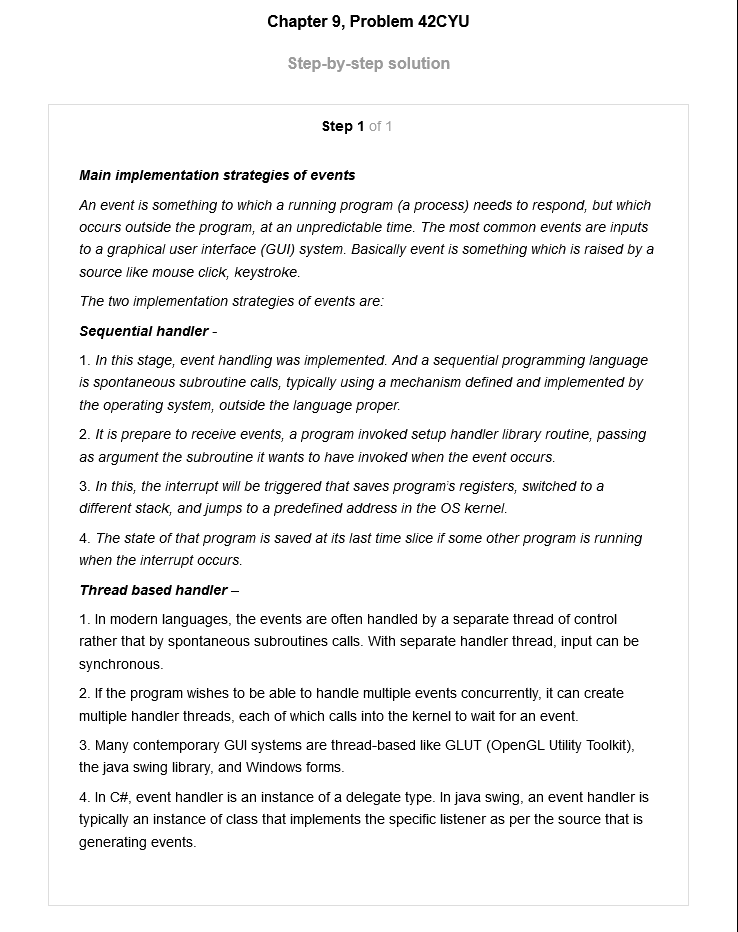 Chapter 9, Problem 42CYU
Step-by-step solution
Step 1 of 1
Main implementation strategies of events
An event is something to which a running program (a process) needs to respond, but which
occurs outside the program, at an unpredictable time. The most common events are inputs
to a graphical user interface (GUI) system. Basically event is something which is raised by a
source like mouse click, keystroke.
The two implementation strategies of events are:
Sequential handler -
1. In this stage, event handling was implemented. And a sequential programming language
is spontaneous subroutine calls, typically using a mechanism defined and implemented by
the operating system, outside the language proper.
2. It is prepare to receive events, a program invoked setup handler library routine, passing
as argument the subroutine it wants to have invoked when the event occurs.
3. In this, the interrupt will be triggered that saves program's registers, switched to a
different stack, and jumps to a predefined address in the OS kernel.
4. The state of that program is saved at its last time slice if some other program is running
when the interrupt occurs.
Thread based handler –
1. In modern languages, the events are often handled by a separate thread of control
rather that by spontaneous subroutines calls. With separate handler thread, input can be
synchronous.
2. If the program wishes to be able to handle multiple events concurrently, it can create
multiple handler threads, each of which calls into the kernel to wait for an event.
3. Many contemporary GUI systems are thread-based like GLUT (OpenGL Utility Toolkit),
the java swing library, and Windows forms.
4. In C#, event handler is an instance of a delegate type. In java swing, an event handler is
typically an instance of class that implements the specific listener as per the source that is
generating events.